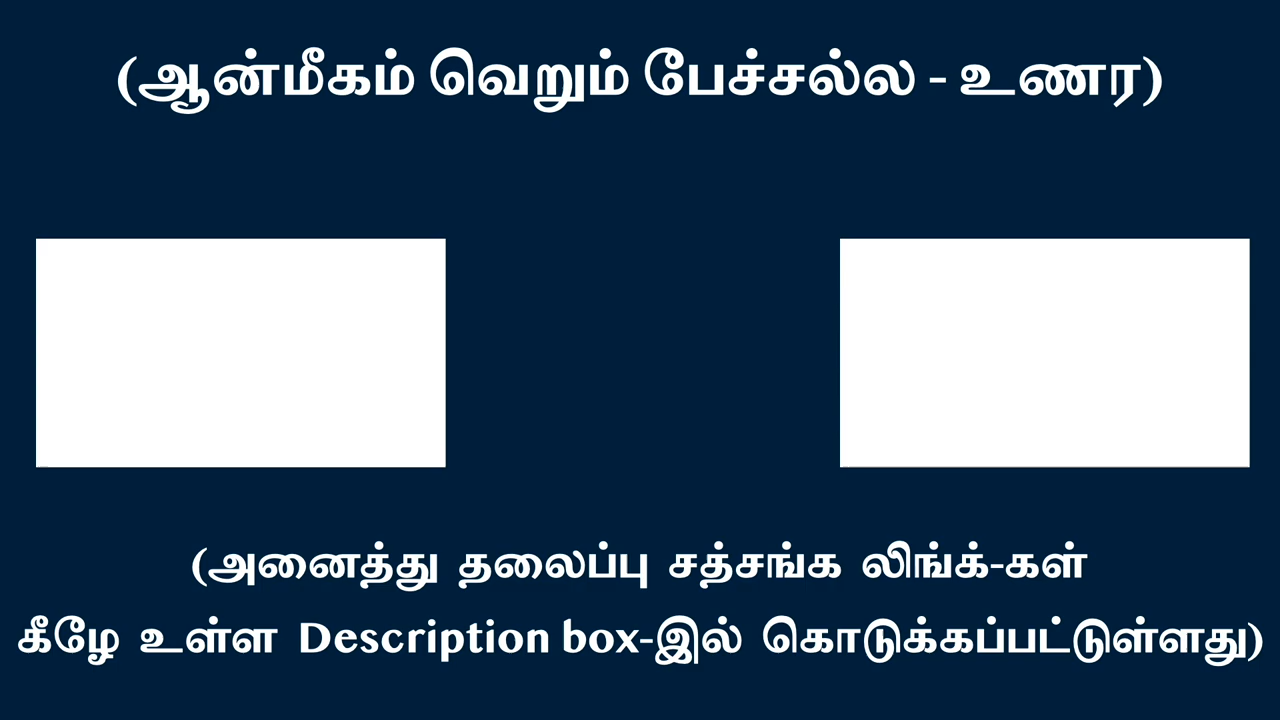 (ஆன்மீகம் வெறும் பேச்சல்ல - உணர)
(அனைத்து தலைப்பு சத்சங்க லிங்க்-கள்
கீழே உள்ள Description box-இல் கொடுக்கப்பட்டுள்ளது)